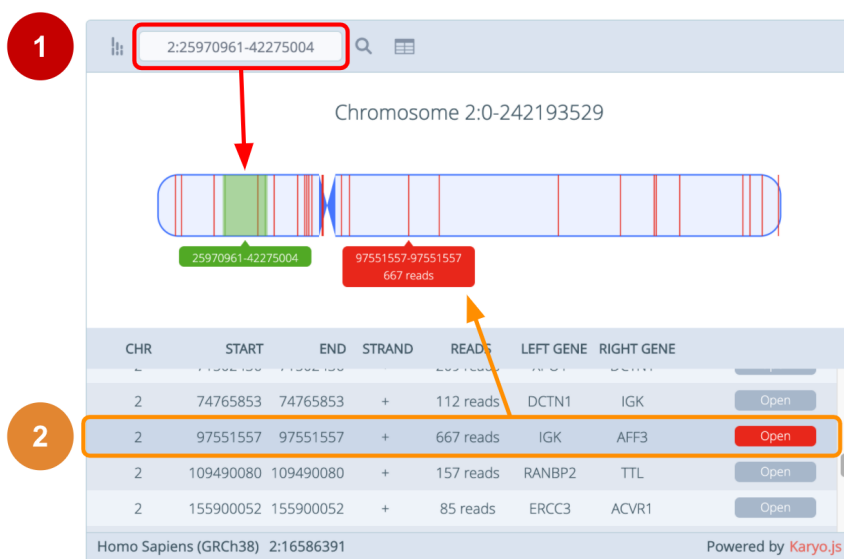 1
2:25970961-42275004
Chromosome 2:0-242193529
25970961-42275004
97551557-97551557
667 reads
CHR START END STRAND READS LEFT GENE RIGHT GENE
2 74765853 74765853 + 112 reads DCTN1 IGK Open
2
2 97551557 97551557 + 667 reads IGK AFF3 Open
2 109490080 109490080 + 157 reads RANBP2 TTL Open
2 155900052 155900052 + 85 reads ERCC3 ACVR1 Open
Homo Sapiens (GRCh38) 2:16586391 Powered by Karyo.js